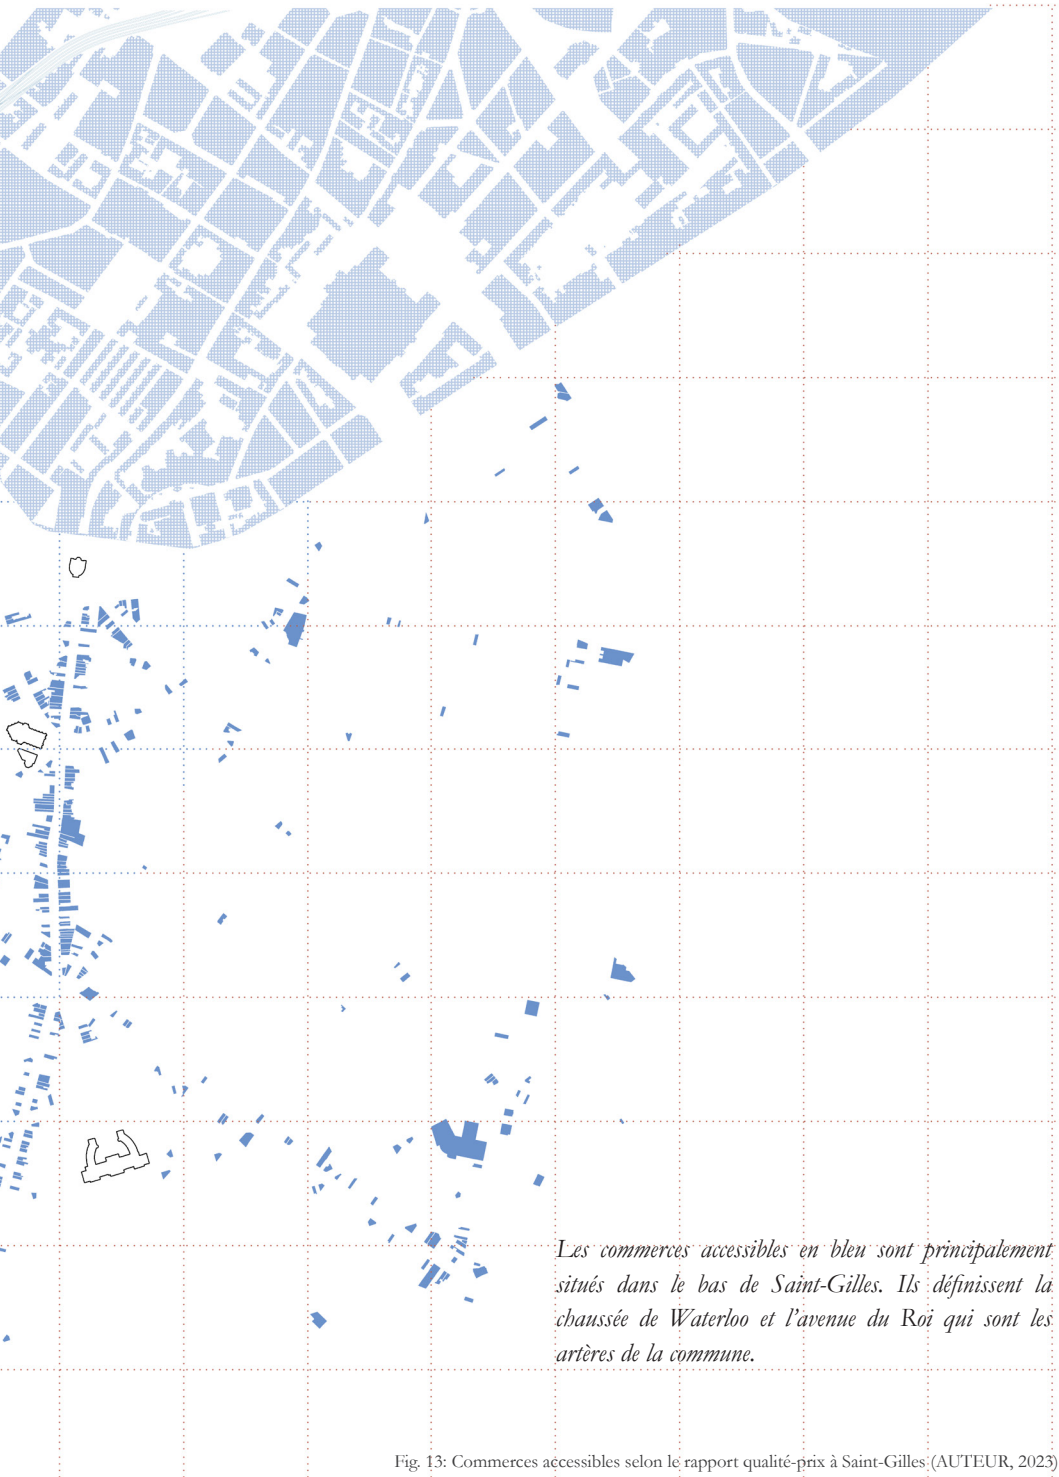 Les commerces accessibles en bleu sont principalement
situés dans le bas de Saint-Gilles. Ils définissent la
chaussée de Waterloo et l'avenue du Roi qui sont les
artères de la commune.
Fig. 13: Commerces accessibles selon le rapport qualité-prix à Saint-Gilles (AUTEUR, 2023)